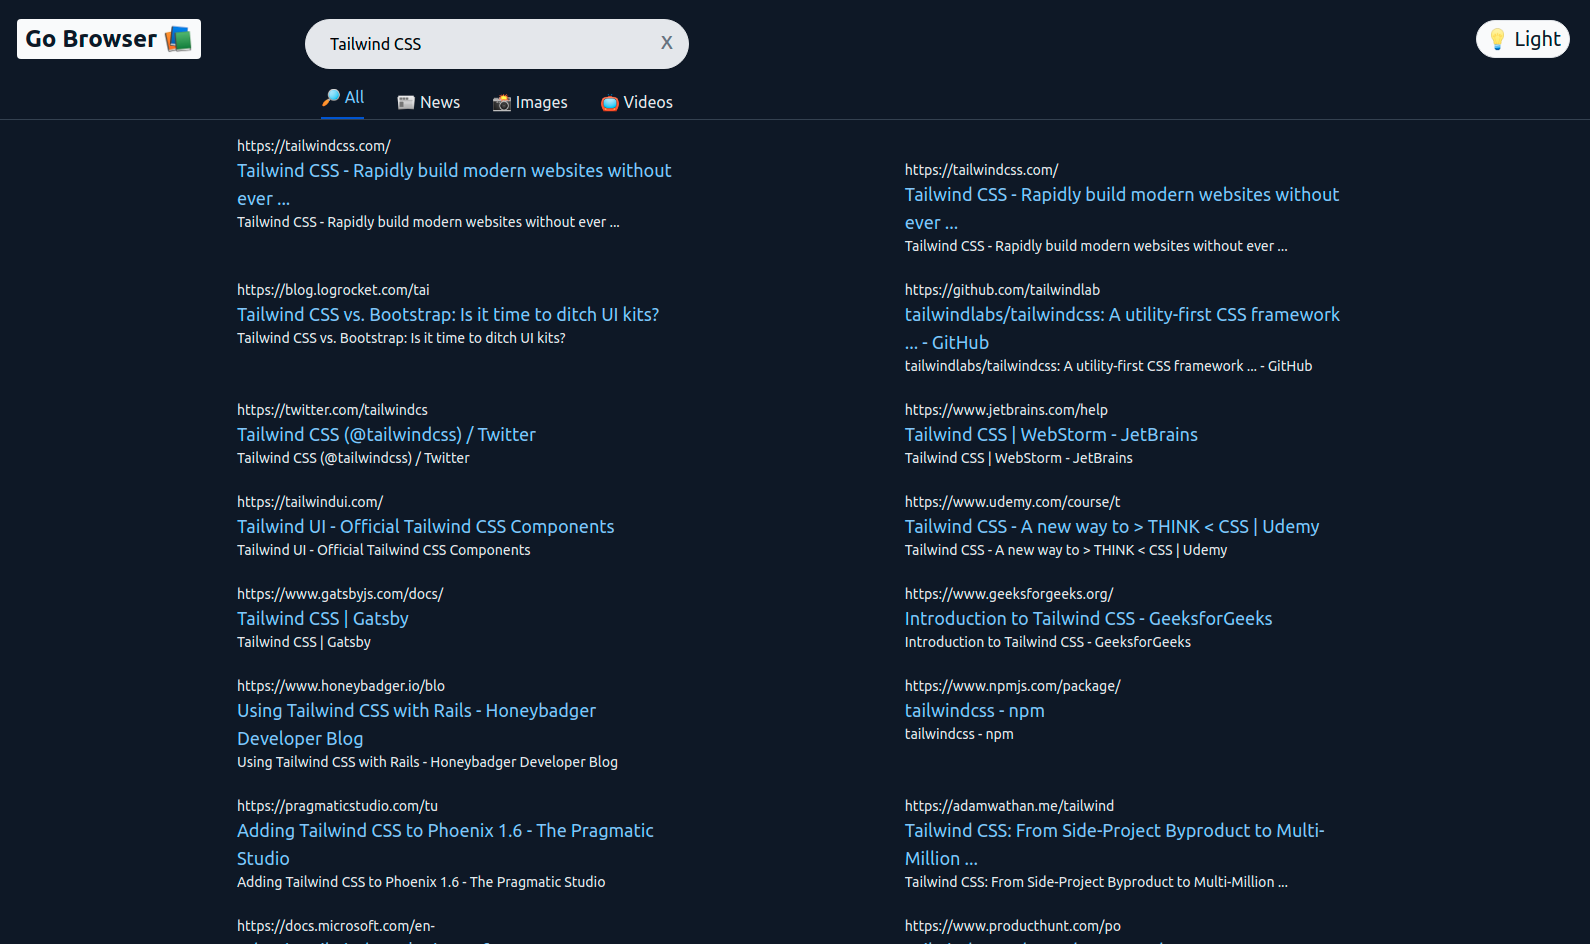 Go Browser
Tailwind CSS
X
Light
All
News
Images
Videos
https://tailwindcss.com/
Tailwind CSS - Rapidly build modern websites without
ever ...
Tailwind CSS - Rapidly build modern websites without ever ...
https://tailwindcss.com/
Tailwind CSS - Rapidly build modern websites without
ever ...
Tailwind CSS - Rapidly build modern websites without ever ...
https://blog.logrocket.com/tai
Tailwind CSS vs. Bootstrap: Is it time to ditch UI kits?
Tailwind CSS vs. Bootstrap: Is it time to ditch UI kits?
https://github.com/tailwindlab
tailwindlabs/tailwindcss: A utility-first CSS framework
... - GitHub
tailwindlabs/tailwindcss: A utility-first CSS framework ... - GitHub
https://twitter.com/tailwindcs
Tailwind CSS (@tailwindcss) / Twitter
Tailwind CSS (@tailwindcss) / Twitter
https://www.jetbrains.com/help
Tailwind CSS | WebStorm - JetBrains
Tailwind CSS | WebStorm - JetBrains
https://tailwindui.com/
Tailwind UI - Official Tailwind CSS Components
Tailwind UI - Official Tailwind CSS Components
https://www.udemy.com/course/t
Tailwind CSS - A new way to > THINK < CSS | Udemy
Tailwind CSS - A new way to > THINK < CSS | Udemy
https://www.gatsbyjs.com/docs/
Tailwind CSS | Gatsby
Tailwind CSS | Gatsby
https://www.geeksforgeeks.org/
Introduction to Tailwind CSS - GeeksforGeeks
Introduction to Tailwind CSS - GeeksforGeeks
https://www.honeybadger.io/blo
Using Tailwind CSS with Rails - Honeybadger
Developer Blog
Using Tailwind CSS with Rails - Honeybadger Developer Blog
https://www.npmjs.com/package/
tailwindcss - npm
tailwindcss - npm
https://pragmaticstudio.com/tu
Adding Tailwind CSS to Phoenix 1.6 - The Pragmatic
Studio
Adding Tailwind CSS to Phoenix 1.6 - The Pragmatic Studio
https://adamwathan.me/tailwind
Tailwind CSS: From Side-Project Byproduct to Multi-
Million ...
Tailwind CSS: From Side-Project Byproduct to Multi-Million ...
https://docs.microsoft.com/en-
https://www.producthunt.com/po